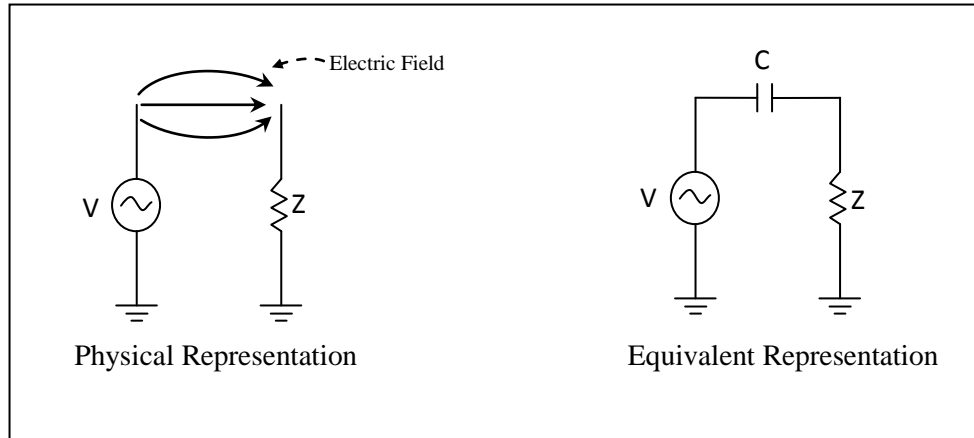 Electric Field
C
V
Z
V
Z
Physical Representation
Equivalent Representation